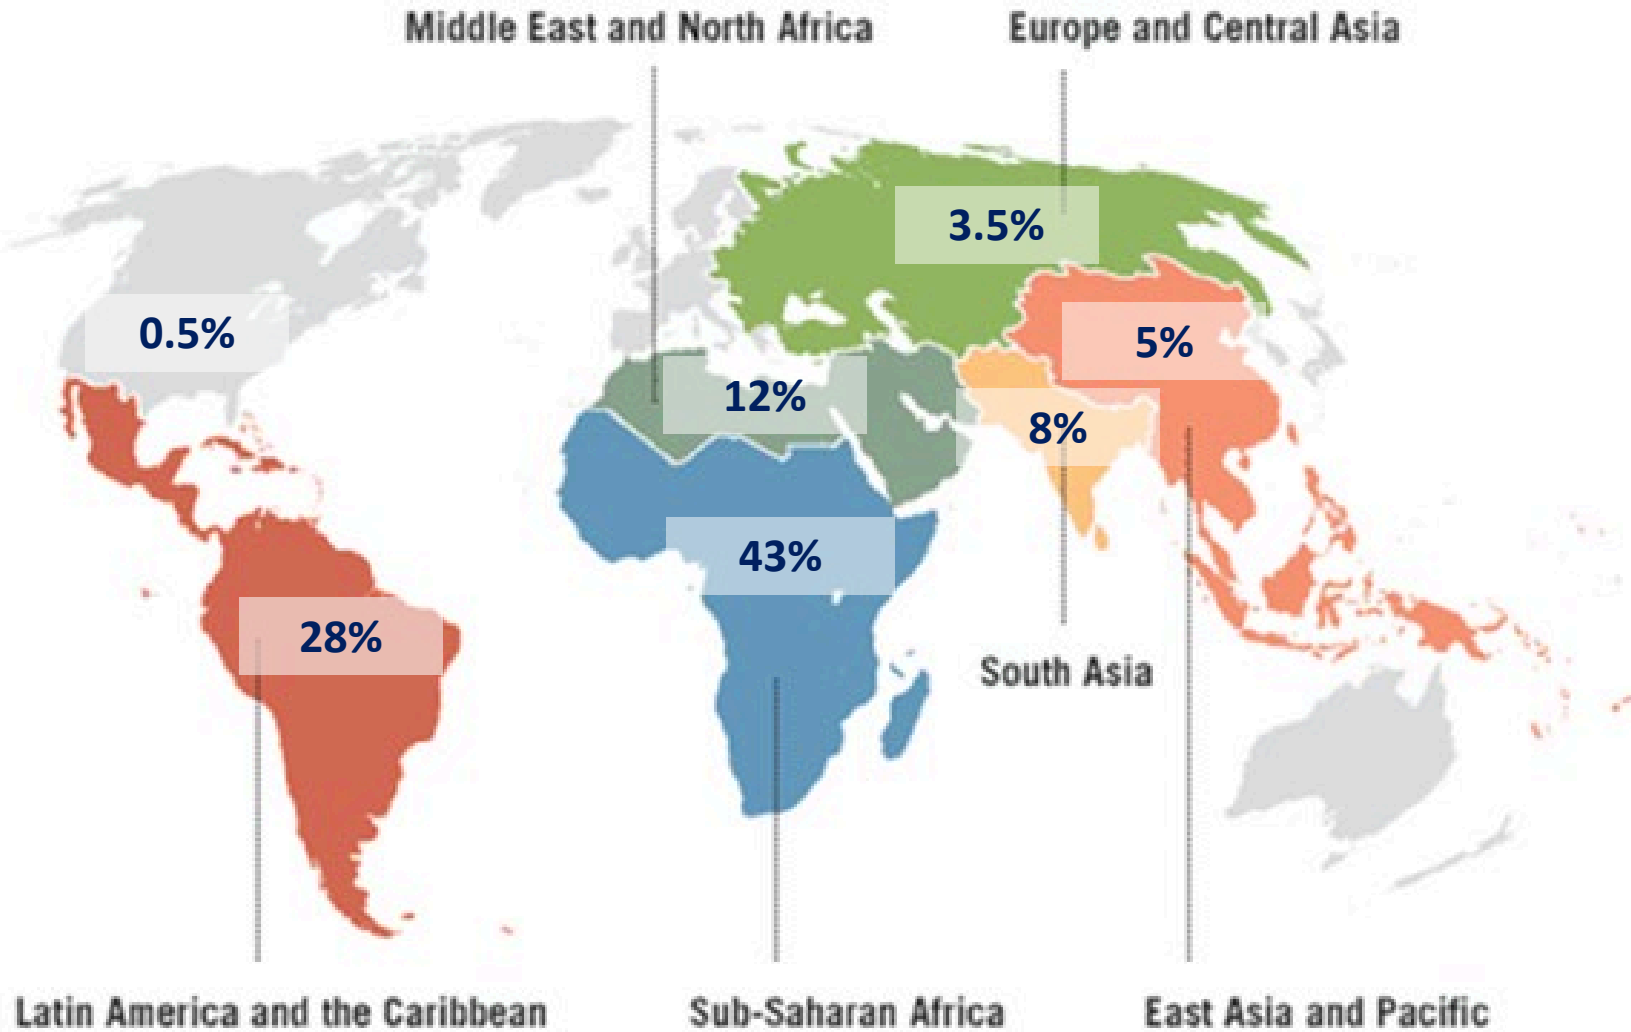 Middle East and North Africa
Europe and Central Asia
3.5%
0.5%
5%
12%
8%
43%
28%
South Asia
Latin America and the Caribbean
Sub-Saharan Africa
East Asia and Pacific